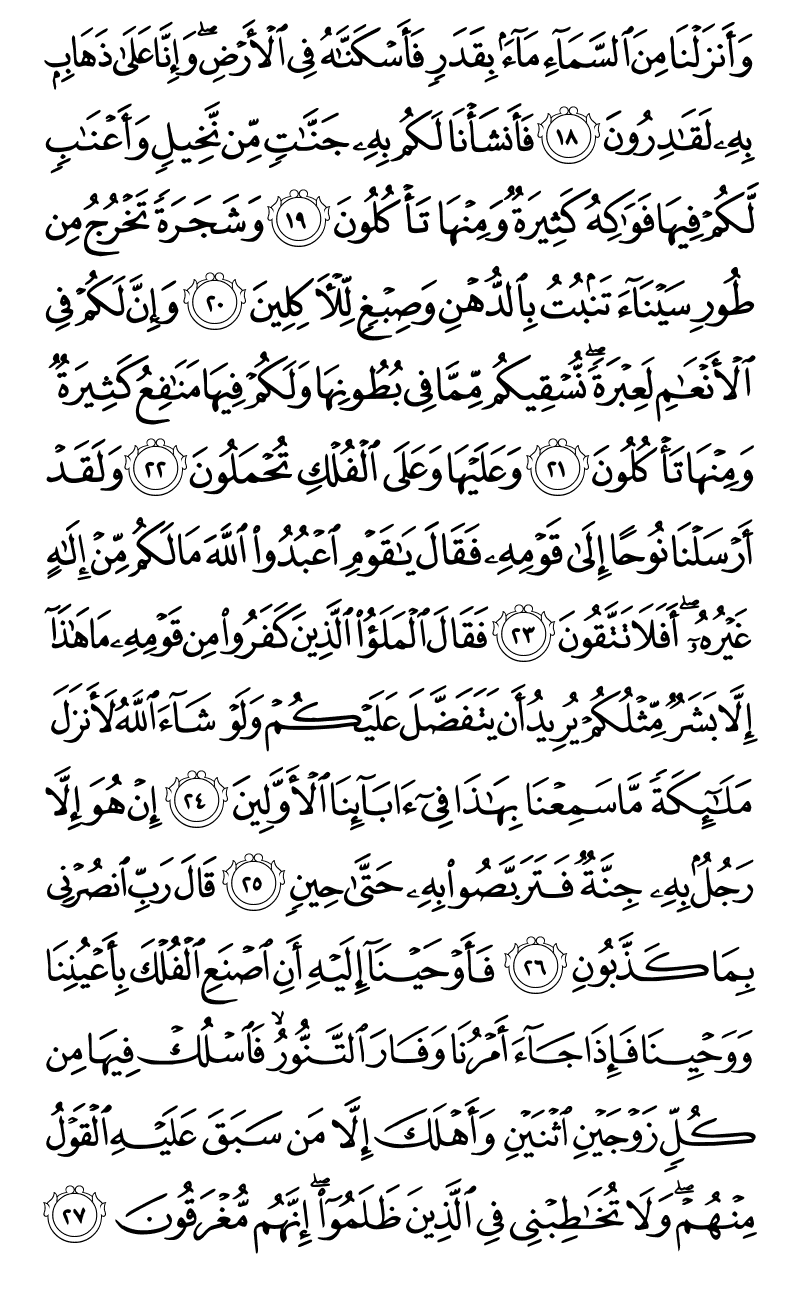 وَأَنزَلْنَا مِنَ ٱلسَّمَآءِ مَآءًۢ بِقَدَرٍ فَأَسْكَنَّٰهُ فِى ٱلْأَرْضِ ۖ وَإِنَّا عَلَىٰ ذَهَابٍۭ
بِهِۦ لَقَٰدِرُونَ ١٨ فَأَنشَأْنَا لَكُم بِهِۦ جَنَّٰتٍ مِّن نَّخِيلٍ وَأَعْنَٰبٍ
لَّكُمْ فِيهَا فَوَٰكِهُ كَثِيرَةٌ وَمِنْهَا تَأْكُلُونَ ١٩ وَشَجَرَةً تَخْرُجُ مِن
طُورِ سَيْنَآءَ تَنۢبُتُ بِٱلدُّهْنِ وَصِبْغٍ لِّلْـَٔاكِلِينَ ٢٠ وَإِنَّ لَكُمْ فِى
ٱلْأَنْعَٰمِ لَعِبْرَةً ۖ نُّسْقِيكُم مِّمَّا فِى بُطُونِهَا وَلَكُمْ فِيهَا مَنَٰفِعُ كَثِيرَةٌ
وَمِنْهَا تَأْكُلُونَ ٢١ وَعَلَيْهَا وَعَلَى ٱلْفُلْكِ تُحْمَلُونَ ٢٢ وَلَقَدْ
أَرْسَلْنَا نُوحًا إِلَىٰ قَوْمِهِۦ فَقَالَ يَٰقَوْمِ ٱعْبُدُوا۟ ٱللَّهَ مَا لَكُم مِّنْ إِلَٰهٍ
غَيْرُهُۥٓ ۖ أَفَلَا تَتَّقُونَ ٢٣ فَقَالَ ٱلْمَلَؤُا۟ ٱلَّذِينَ كَفَرُوا۟ مِن قَوْمِهِۦ مَا هَٰذَآ
إِلَّا بَشَرٌ مِّثْلُكُمْ يُرِيدُ أَن يَتَفَضَّلَ عَلَيْكُمْ وَلَوْ شَآءَ ٱللَّهُ لَأَنزَلَ
مَلَٰٓئِكَةً مَّا سَمِعْنَا بِهَٰذَا فِىٓ ءَابَآئِنَا ٱلْأَوَّلِينَ ٢٤ إِنْ هُوَ إِلَّا
رَجُلٌۢ بِهِۦ جِنَّةٌ فَتَرَبَّصُوا۟ بِهِۦ حَتَّىٰ حِينٍ ٢٥ قَالَ رَبِّ ٱنصُرْنِى
بِمَا كَذَّبُونِ ٢٦ فَأَوْحَيْنَآ إِلَيْهِ أَنِ ٱصْنَعِ ٱلْفُلْكَ بِأَعْيُنِنَا
وَوَحْيِنَا فَإِذَا جَآءَ أَمْرُنَا وَفَارَ ٱلتَّنُّورُ ۙ فَٱسْلُكْ فِيهَا مِن
كُلٍّ زَوْجَيْنِ ٱثْنَيْنِ وَأَهْلَكَ إِلَّا مَن سَبَقَ عَلَيْهِ ٱلْقَوْلُ
مِنْهُمْ ۖ وَلَا تُخَٰطِبْنِى فِى ٱلَّذِينَ ظَلَمُوٓا۟ ۖ إِنَّهُم مُّغْرَقُونَ ٢٧